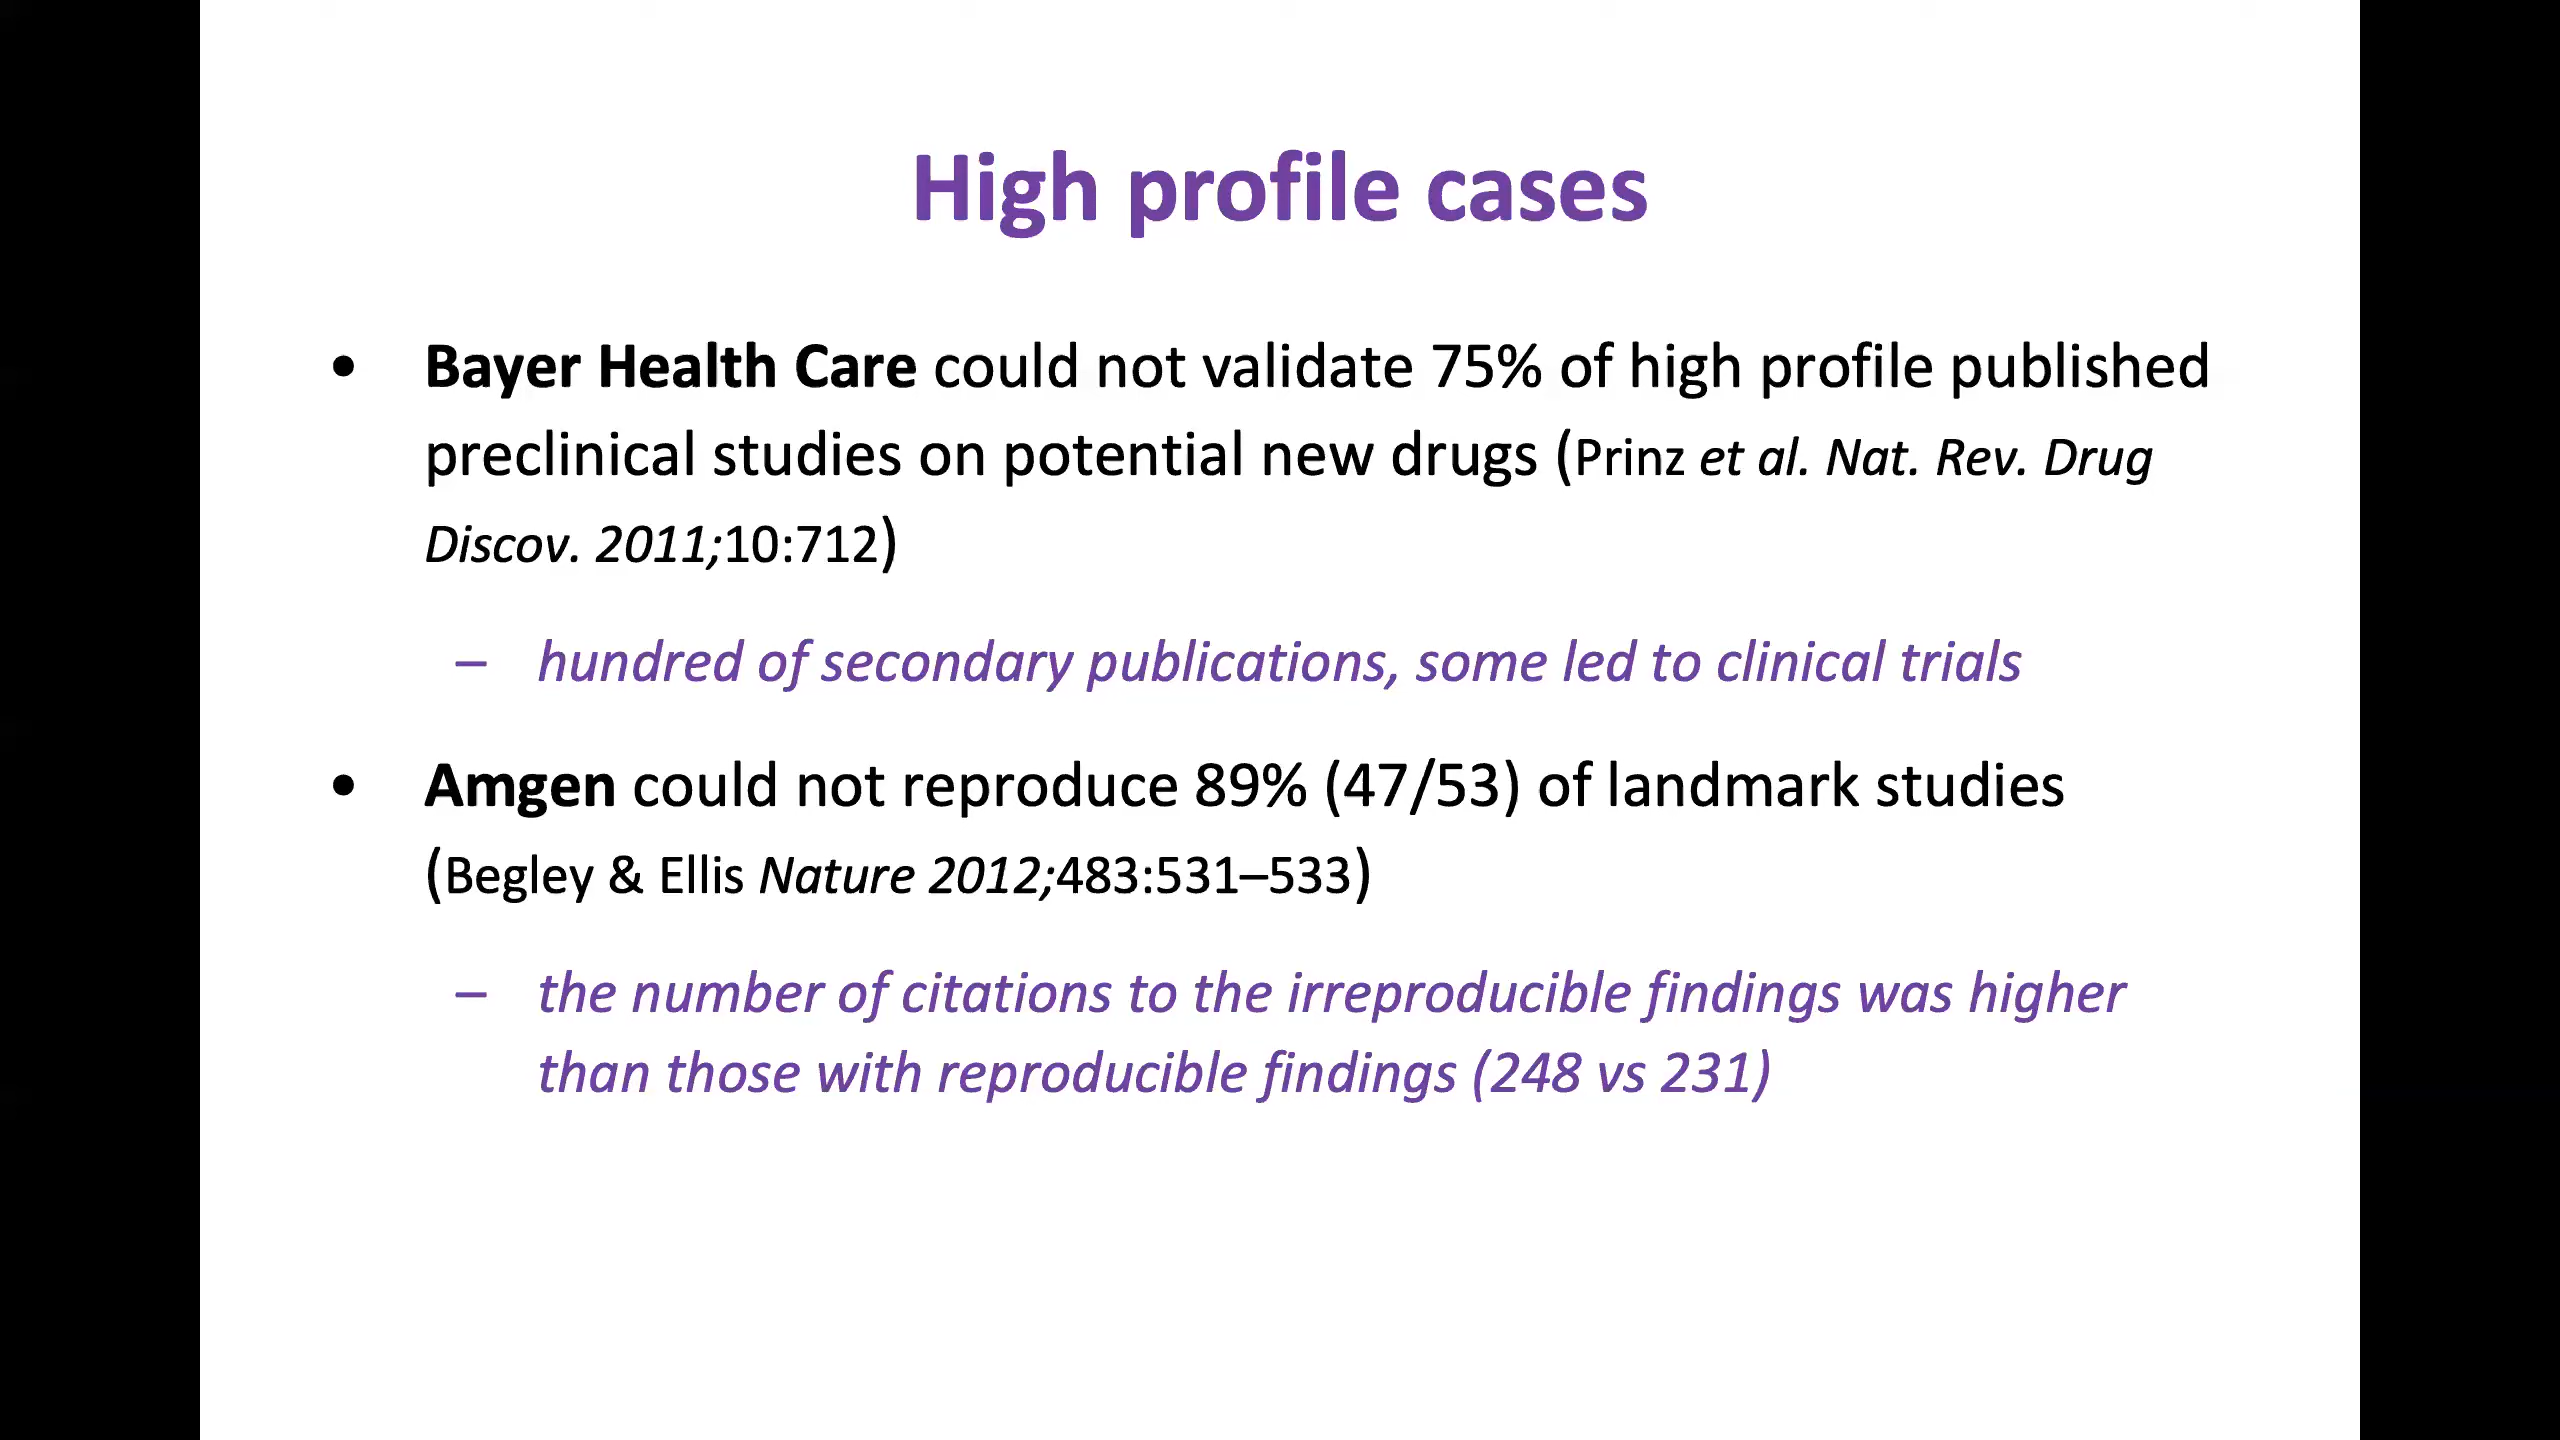 High profile cases
• Bayer Health Care could not validate 75% of high profile published
preclinical studies on potential new drugs (Prinz et al. Nat. Rev. Drug
Discov. 2011;10:712)
– hundred of secondary publications, some led to clinical trials
• Amgen could not reproduce 89% (47/53) of landmark studies
(Begley & Ellis Nature 2012;483:531–533)
– the number of citations to the irreproducible findings was higher
than those with reproducible findings (248 vs 231)